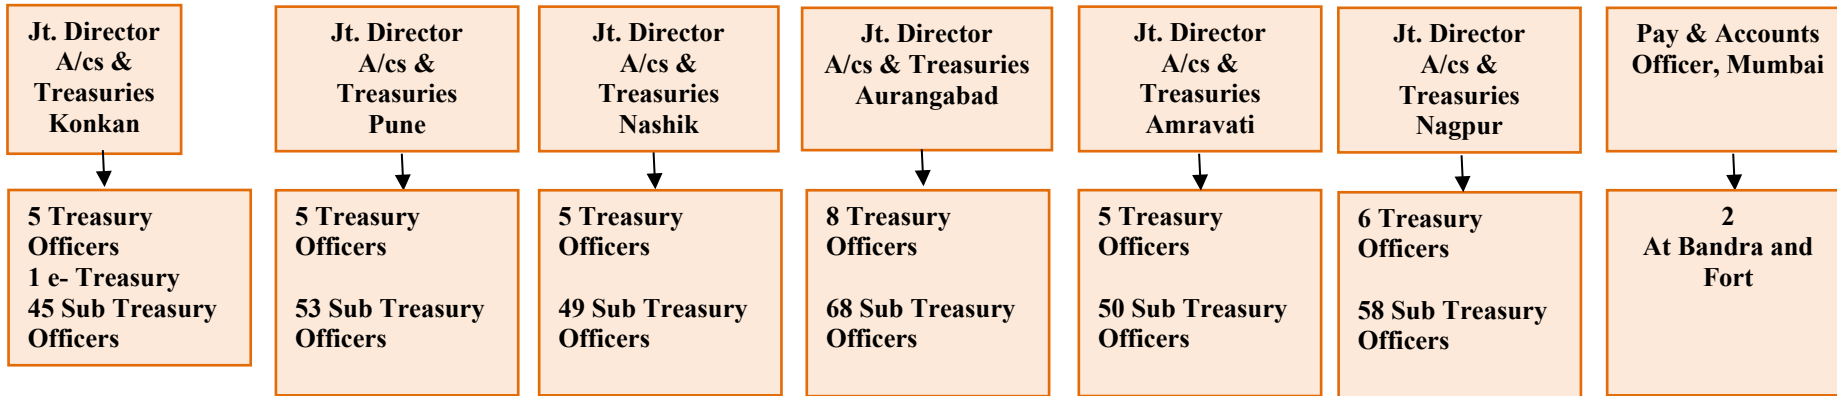 Jt. Director
A/cs &
Treasuries
Konkan
Jt. Director
A/cs &
Treasuries
Pune
Jt. Director
A/cs &
Treasuries
Nashik
Jt. Director
A/cs & Treasuries
Aurangabad
Jt. Director
A/cs &
Treasuries
Amravati
Jt. Director
A/cs &
Treasuries
Nagpur
Pay & Accounts
Officer, Mumbai
5 Treasury
Officers
1 e- Treasury
45 Sub Treasury
Officers
5 Treasury
Officers
53 Sub Treasury
Officers
5 Treasury
Officers
49 Sub Treasury
Officers
8 Treasury
Officers
68 Sub Treasury
Officers
5 Treasury
Officers
50 Sub Treasury
Officers
6 Treasury
Officers
58 Sub Treasury
Officers
2
At Bandra and
Fort